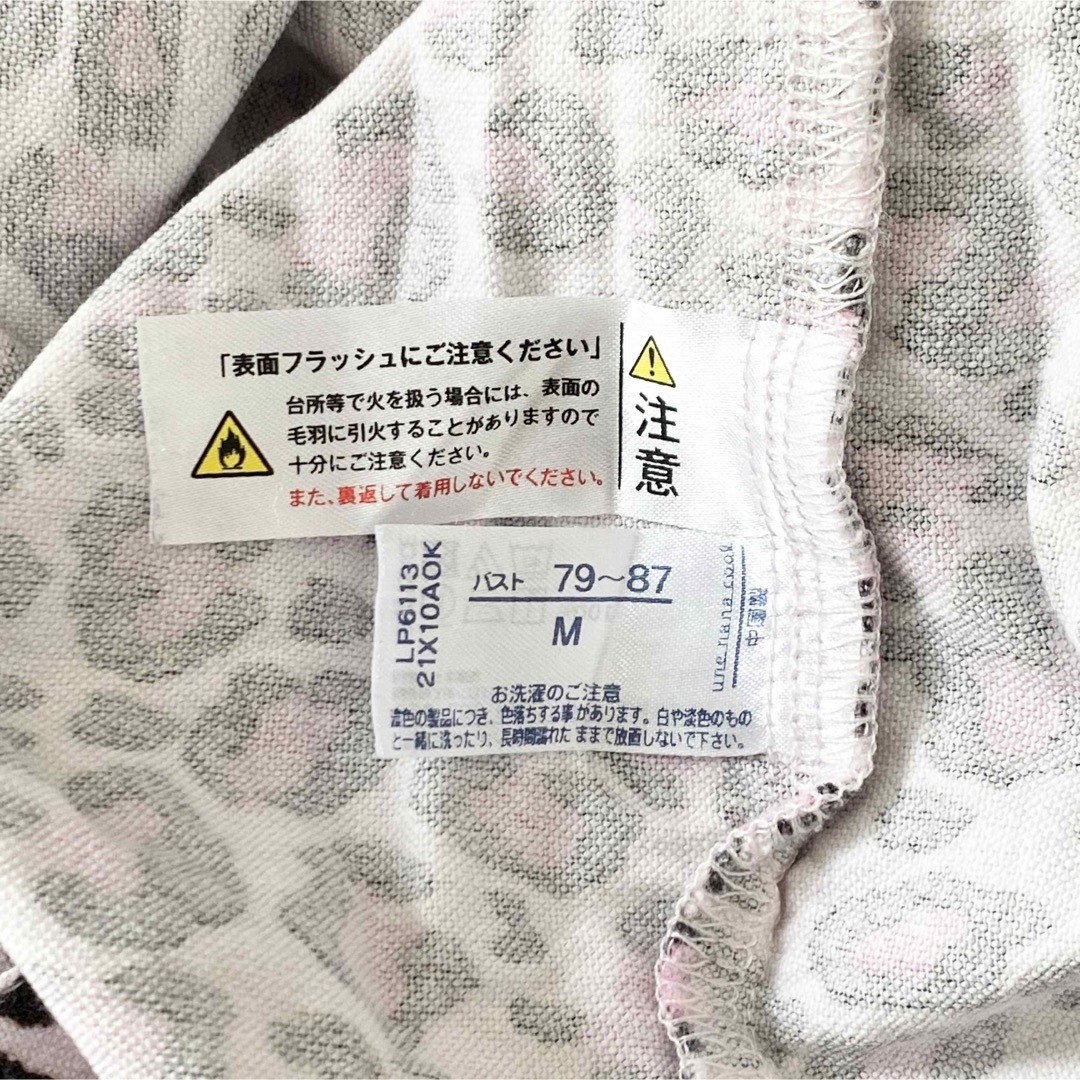 「表面フラッシュにご注意ください」
台所等で火を扱う場合には、表面の
毛羽に引火することがありますので
十分にご注意ください。
また、裏返して着用しないでください。
注意
LP6113
21X10AOK
バスト 79～87
M
お洗濯のご注意
濃色の製品につき、色落ちする事があります。白や淡色のもの
と一緒に洗ったり、長時間濡れたままで放置しないで下さい。
une nana cool